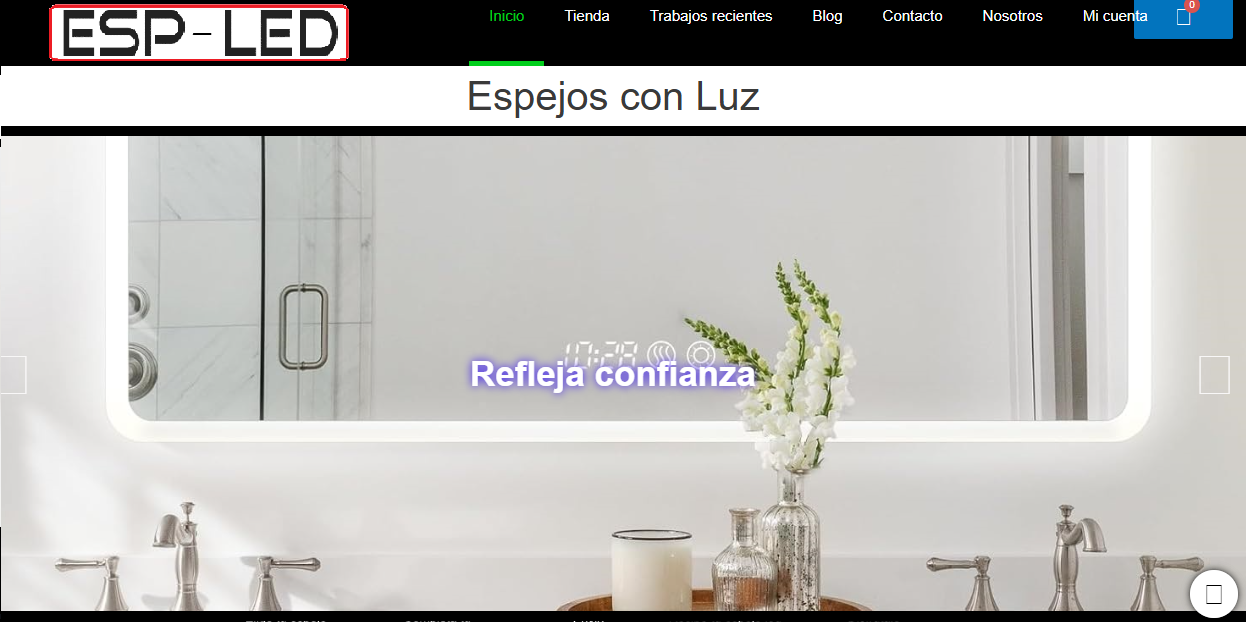 ESP-LED
Inicio
Tienda
Trabajos recientes
Blog
Contacto
Nosotros
Mi cuenta
0
Espejos con Luz
10:28
Refleja confianza